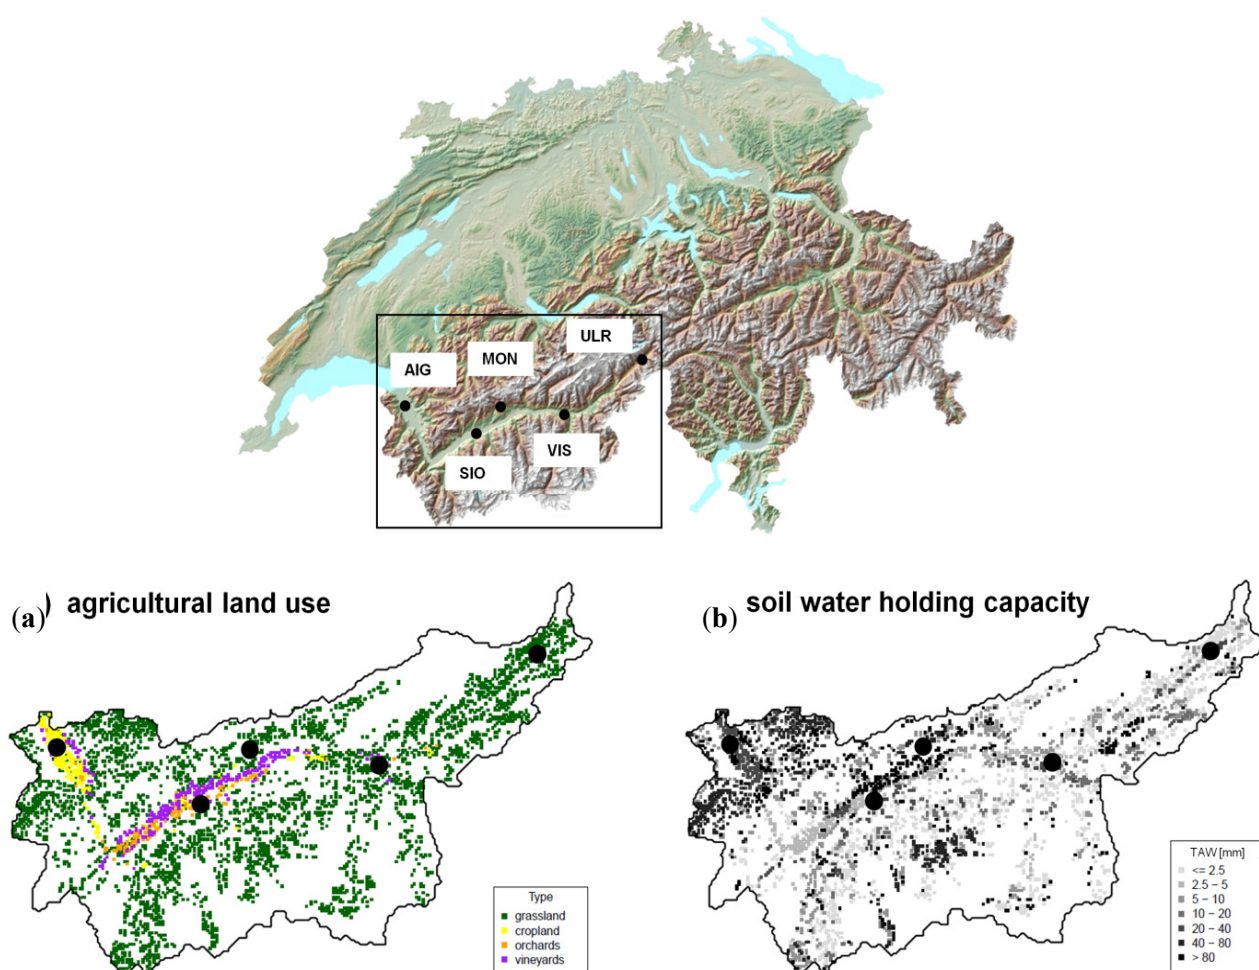 ULR
MON
AIG
VIS
SIO
(a) ) agricultural land use
(b) soil water holding capacity
Type
grassland
cropland
orchards
vineyards
TAW [mm]
<= 2.5
2.5 – 5
5 – 10
10 – 20
20 – 40
40 – 80
> 80